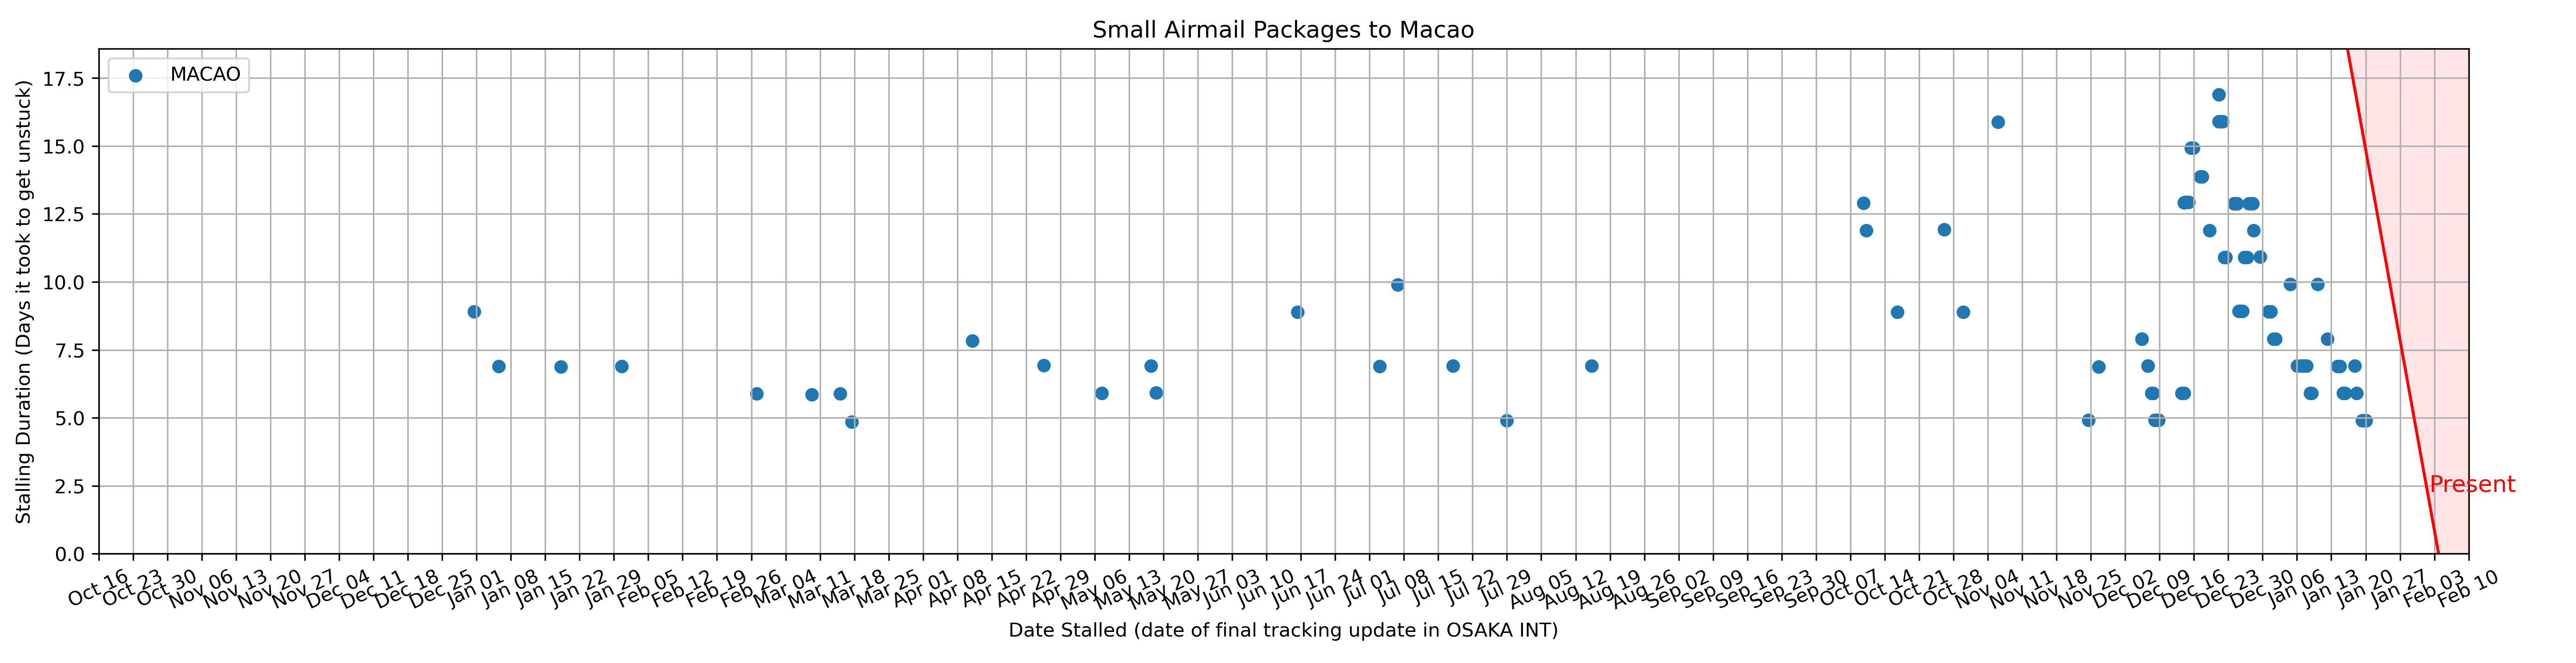 Small Airmail Packages to Macao
MACAO
Stalling Duration (Days it took to get unstuck)
17.5
15.0
12.5
10.0
7.5
5.0
2.5
0.0
Present
Oct 16
Oct 23
Oct 30
Nov 06
Nov 13
Nov 20
Nov 27
Dec 04
Dec 11
Dec 18
Dec 25
Jan 01
Jan 08
Jan 15
Jan 22
Jan 29
Feb 05
Feb 12
Feb 19
Feb 26
Mar 04
Mar 11
Mar 18
Mar 25
Apr 01
Apr 08
Apr 15
Apr 22
Apr 29
May 06
May 13
May 20
May 27
Jun 03
Jun 10
Jun 17
Jun 24
Jul 01
Jul 08
Jul 15
Jul 22
Jul 29
Aug 05
Aug 12
Aug 19
Aug 26
Sep 02
Sep 09
Sep 16
Sep 23
Sep 30
Oct 07
Oct 14
Oct 21
Oct 28
Nov 04
Nov 11
Nov 18
Nov 25
Dec 02
Dec 09
Dec 16
Dec 23
Dec 30
Jan 06
Jan 13
Jan 20
Jan 27
Feb 03
Feb 10
Date Stalled (date of final tracking update in OSAKA INT)